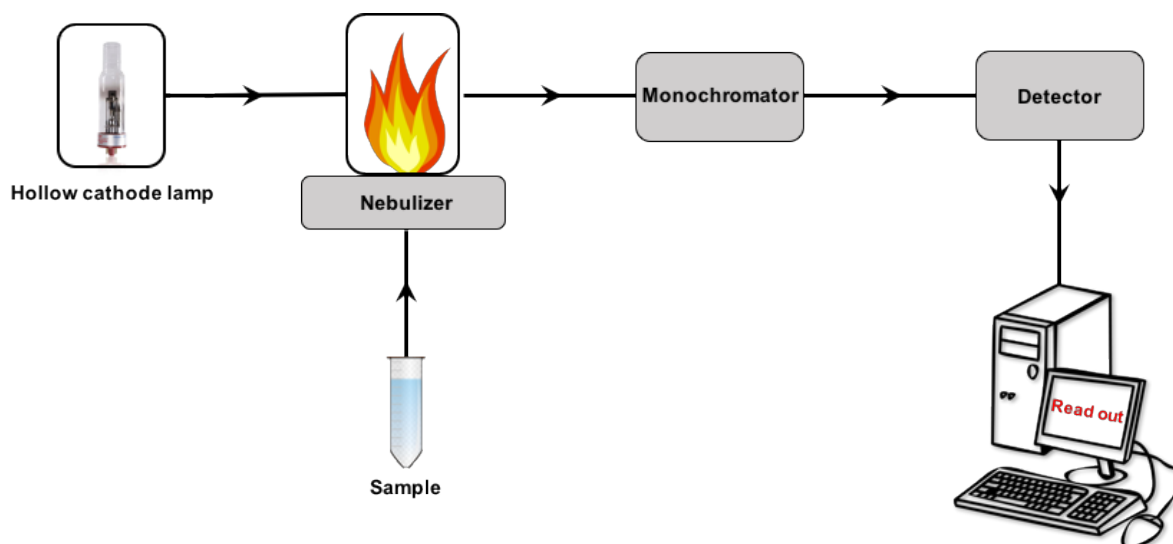 Hollow cathode lamp
Nebulizer
Sample
Monochromator
Detector
Read out